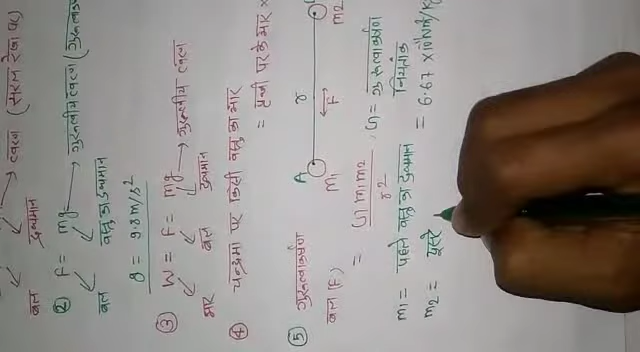 → त्वरण (सरल रेखा पर)
बल द्रव्यमान
② F = mg → गुरुत्वीय त्वरण (गुरुत्वाक
बल वस्तु का द्रव्यमान
g = 9.8 m/s²
③ W = F = mg → गुरुत्वीय त्वरण
भार बल द्रव्यमान
④ चन्द्रमा पर किसी वस्तु का भार
= पृथ्वी पर के भार ×
⑤ गुरुत्वाकर्षण बल (F)
A r F
m₁ m₂
= G m₁m₂ / r² , G = गुरुत्वाकर्षण नियतांक
m₁ = पहले वस्तु का द्रव्यमान = 6.67 × 10
m₂ = दूसरे